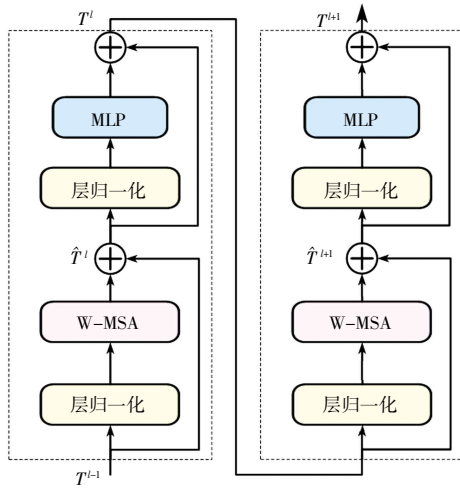 T^l
T^{l+1}
MLP
MLP
层归一化
层归一化
T̂^l
T̂^{l+1}
W-MSA
W-MSA
层归一化
层归一化
T^{l-1}